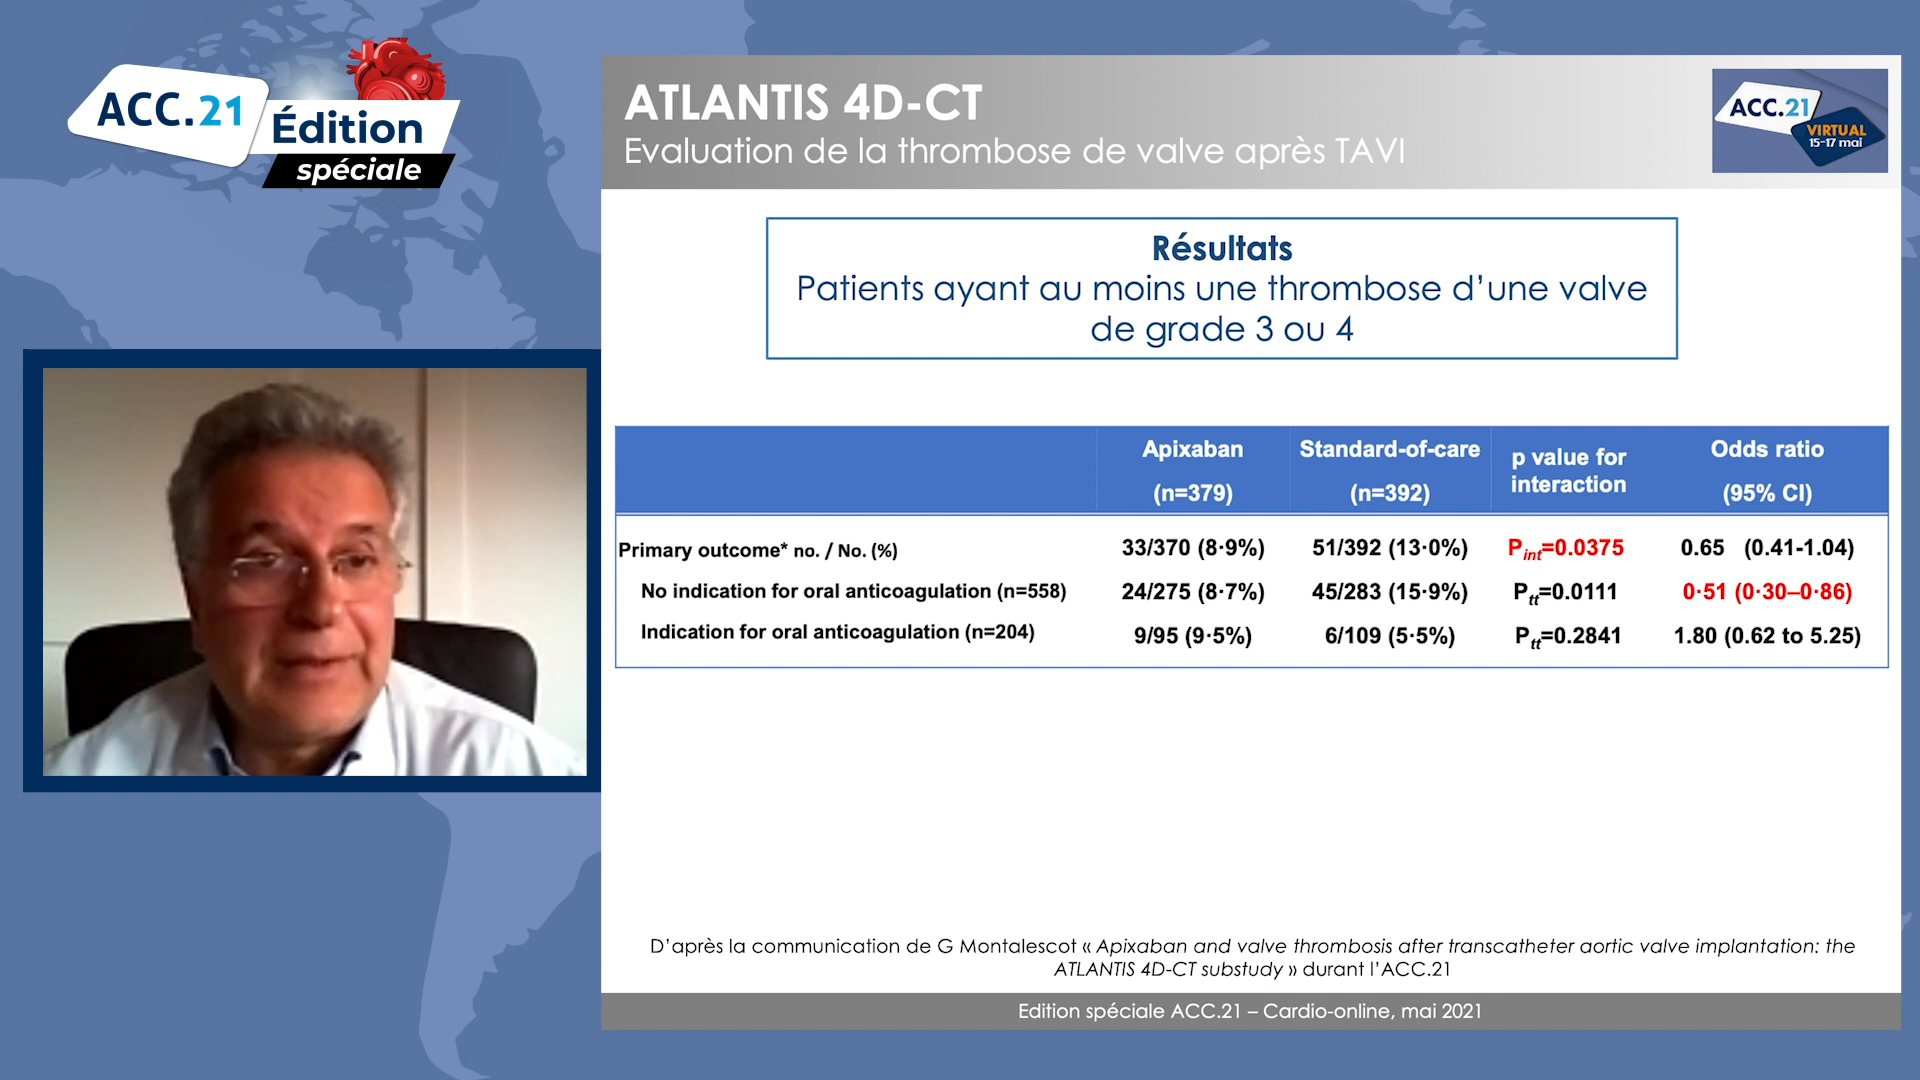 ACC.21
Édition
spéciale
ATLANTIS 4D-CT
Evaluation de la thrombose de valve après TAVI
ACC.21
VIRTUAL
15-17 mai
Résultats
Patients ayant au moins une thrombose d’une valve
de grade 3 ou 4
Apixaban (n=379) Standard-of-care (n=392) p value for interaction Odds ratio (95% CI)
Primary outcome* no. / No. (%) 33/370 (8·9%) 51/392 (13·0%) Pint=0.0375 0.65 (0.41-1.04)
No indication for oral anticoagulation (n=558) 24/275 (8·7%) 45/283 (15·9%) Ptt=0.0111 0·51 (0·30–0·86)
Indication for oral anticoagulation (n=204) 9/95 (9·5%) 6/109 (5·5%) Ptt=0.2841 1.80 (0.62 to 5.25)
D’après la communication de G Montalescot « Apixaban and valve thrombosis after transcatheter aortic valve implantation: the
ATLANTIS 4D-CT substudy » durant l’ACC.21
Edition spéciale ACC.21 – Cardio-online, mai 2021